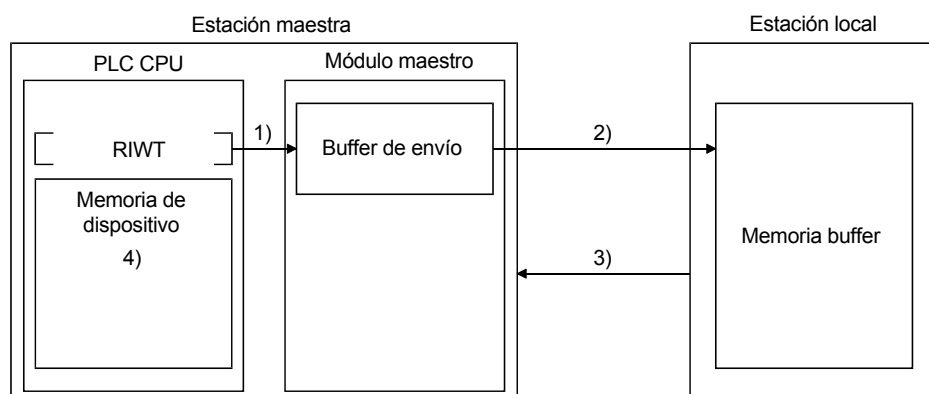 Estación maestra
Estación local
PLC CPU
Módulo maestro
RIWT
1)
Buffer de envío
2)
Memoria de
dispositivo
4)
Memoria buffer
3)